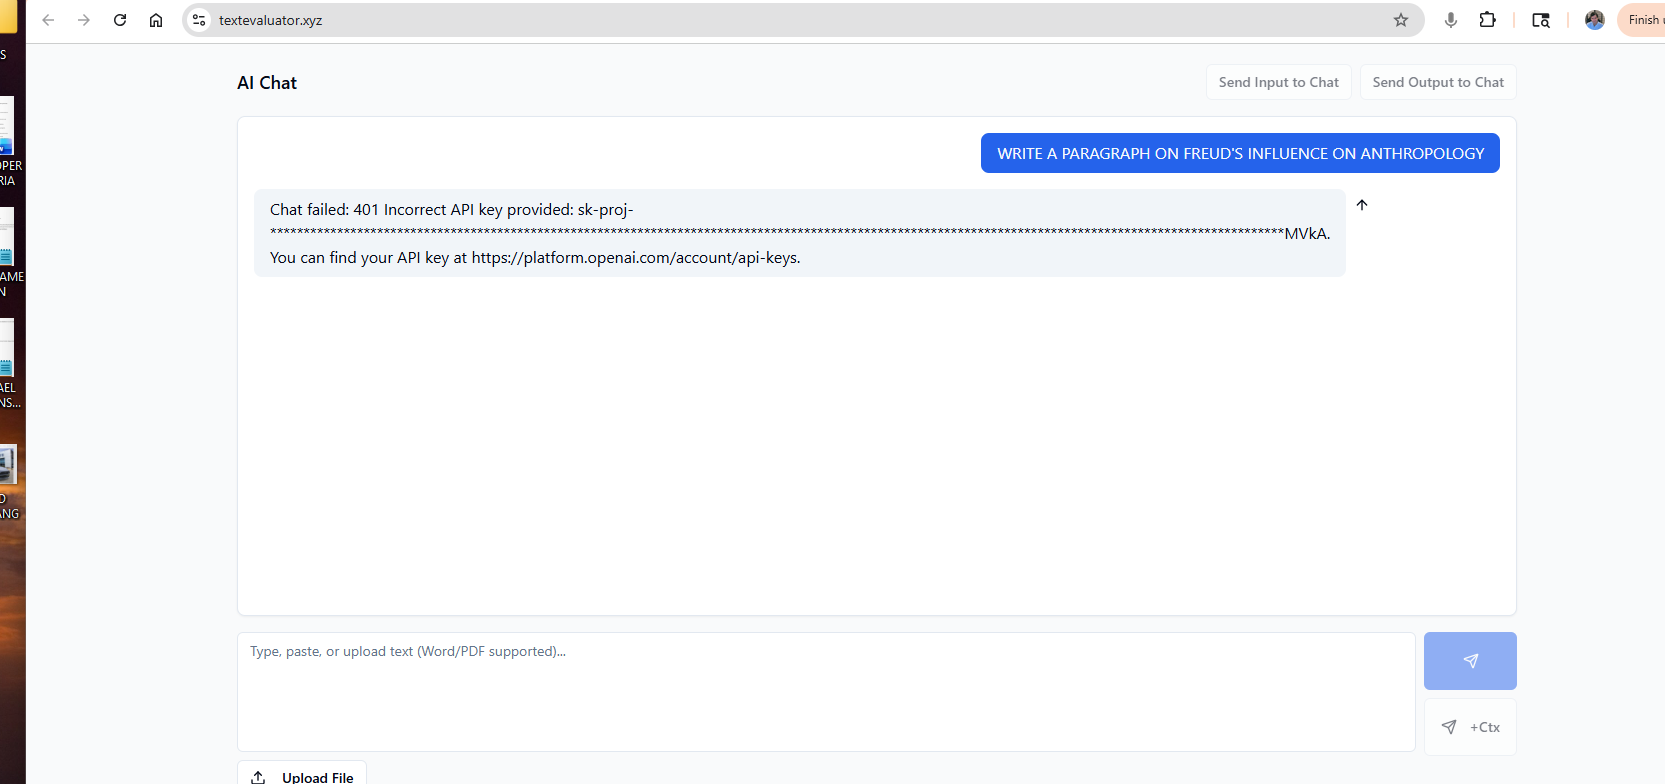 textevaluator.xyz
Finish
S
OPER
RIA
AME
N
AEL
NS...
O
ANG
AI Chat
Send Input to Chat
Send Output to Chat
WRITE A PARAGRAPH ON FREUD'S INFLUENCE ON ANTHROPOLOGY
Chat failed: 401 Incorrect API key provided: sk-proj-
********************************************************************************************************************************************************MVkA.
You can find your API key at https://platform.openai.com/account/api-keys.
Type, paste, or upload text (Word/PDF supported)...
+Ctx
Upload File